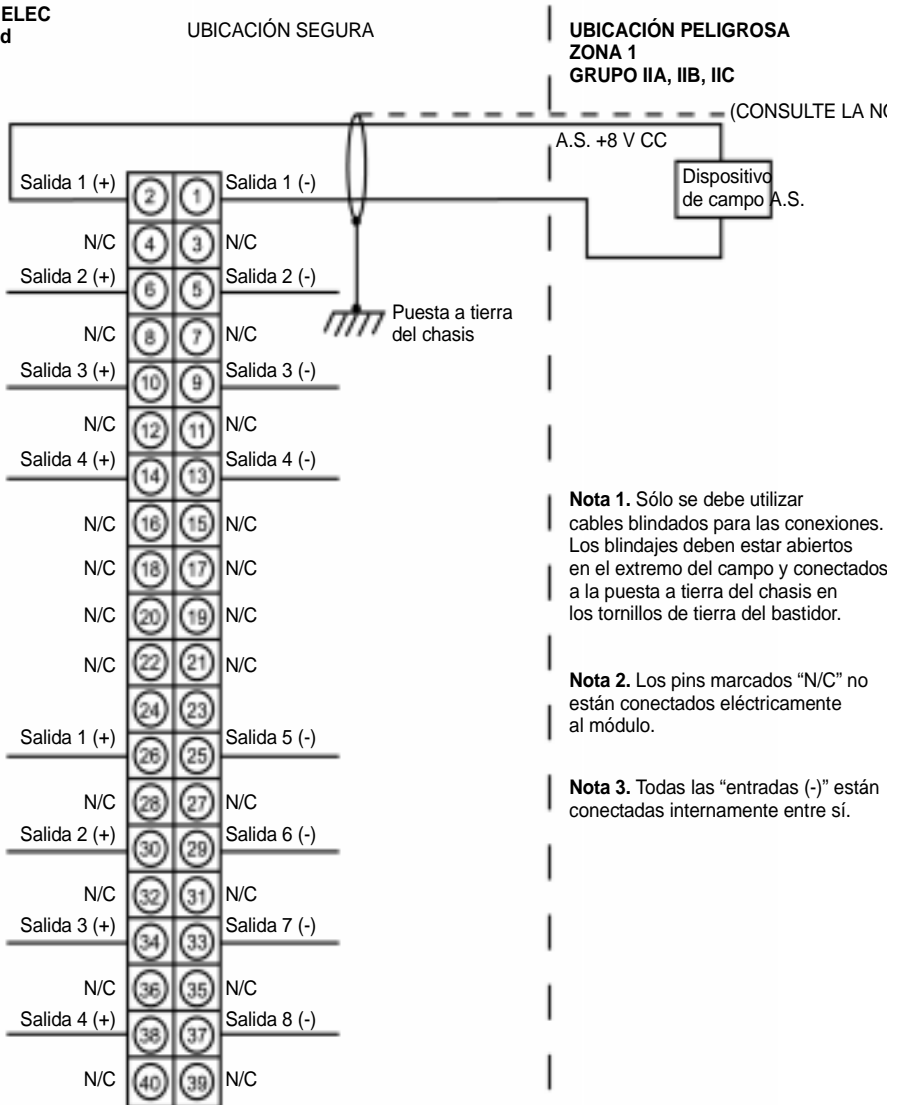 ELEC
d
UBICACIÓN SEGURA
UBICACIÓN PELIGROSA
ZONA 1
GRUPO IIA, IIB, IIC
(CONSULTE LA NO
A.S. +8 V CC
Dispositivo
de campo A.S.
Salida 1 (+) 2 1 Salida 1 (-)
N/C 4 3 N/C
Salida 2 (+) 6 5 Salida 2 (-)
Puesta a tierra
del chasis
N/C 8 7 N/C
Salida 3 (+) 10 9 Salida 3 (-)
N/C 12 11 N/C
Salida 4 (+) 14 13 Salida 4 (-)
N/C 16 15 N/C
N/C 18 17 N/C
N/C 20 19 N/C
N/C 22 21 N/C
24 23
Salida 1 (+) 26 25 Salida 5 (-)
N/C 28 27 N/C
Salida 2 (+) 30 29 Salida 6 (-)
N/C 32 31 N/C
Salida 3 (+) 34 33 Salida 7 (-)
N/C 36 35 N/C
Salida 4 (+) 38 37 Salida 8 (-)
N/C 40 39 N/C
Nota 1. Sólo se debe utilizar
cables blindados para las conexiones.
Los blindajes deben estar abiertos
en el extremo del campo y conectados
a la puesta a tierra del chasis en
los tornillos de tierra del bastidor.
Nota 2. Los pins marcados “N/C” no
están conectados eléctricamente
al módulo.
Nota 3. Todas las “entradas (-)” están
conectadas internamente entre sí.